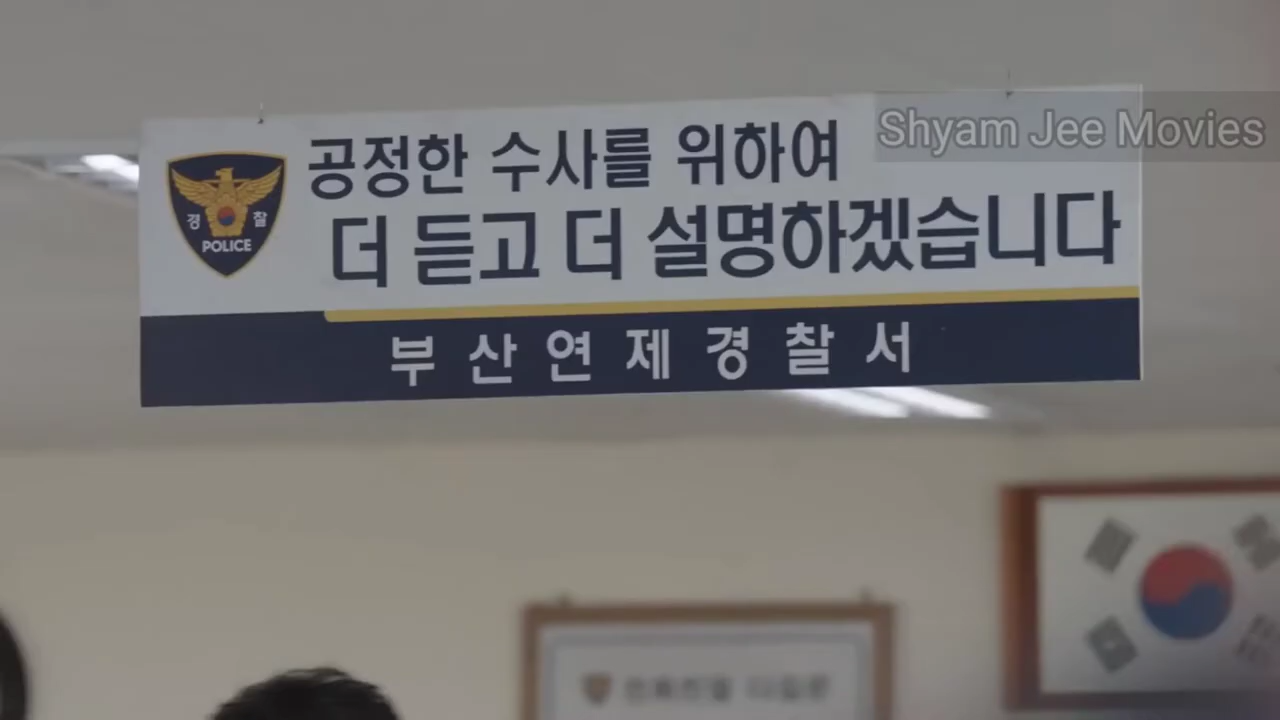 Shyam Jee Movies
공정한 수사를 위하여
더 듣고 더 설명하겠습니다
경 찰
POLICE
부산연제경찰서